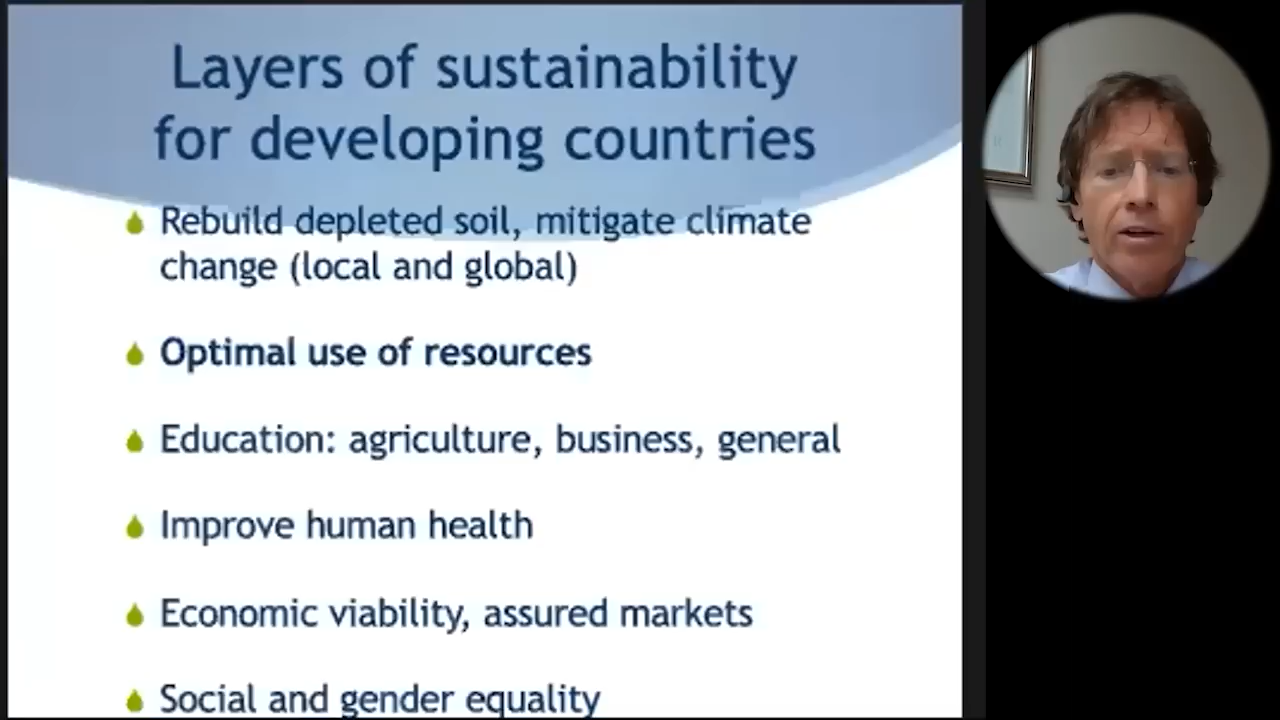 Layers of sustainability
for developing countries
Rebuild depleted soil, mitigate climate
change (local and global)
Optimal use of resources
Education: agriculture, business, general
Improve human health
Economic viability, assured markets
Social and gender equality